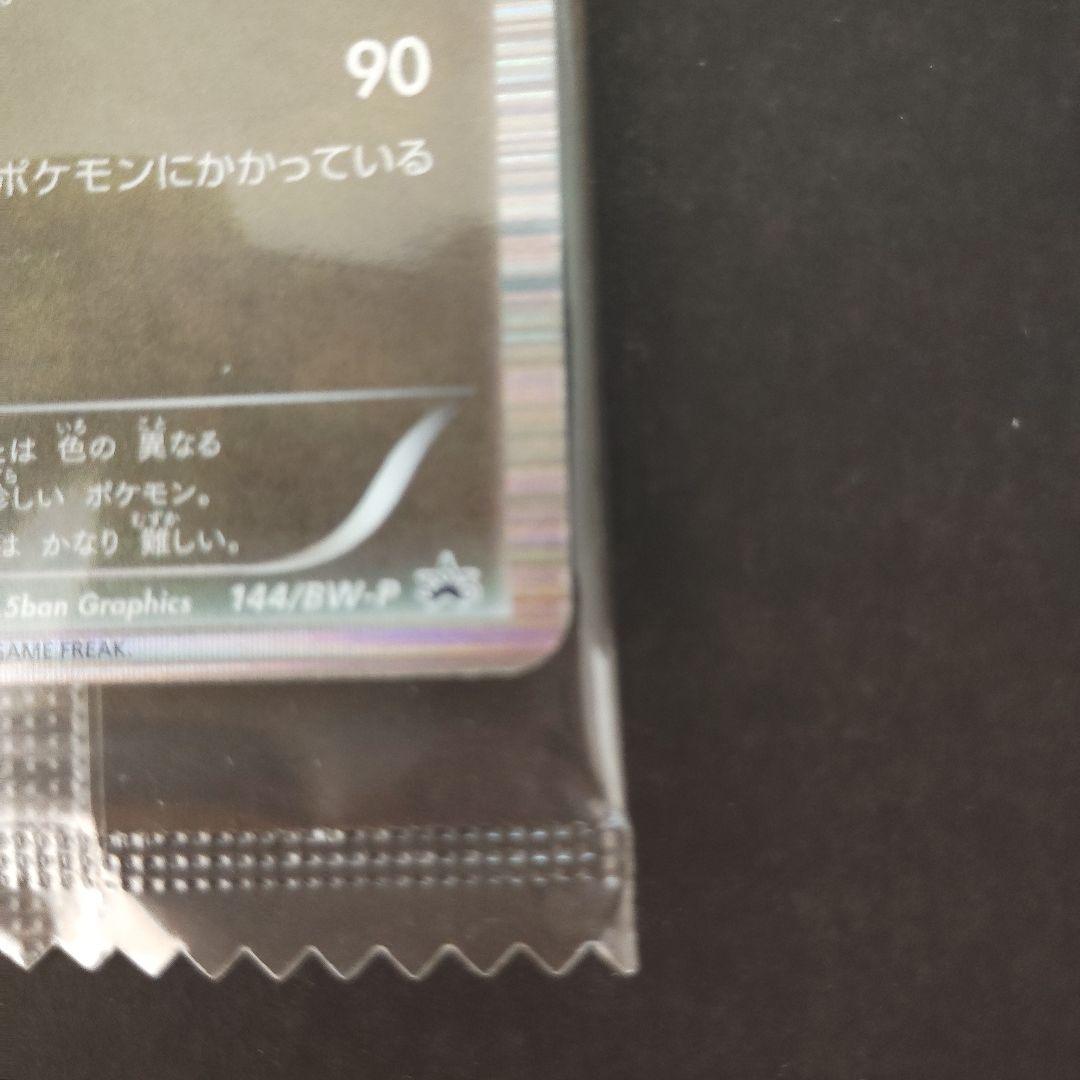 90
ポケモンにかかっている
は 色の 異なる
しい ポケモン。
は かなり 難しい。
5ban Graphics 144/BW-P
GAME FREAK.